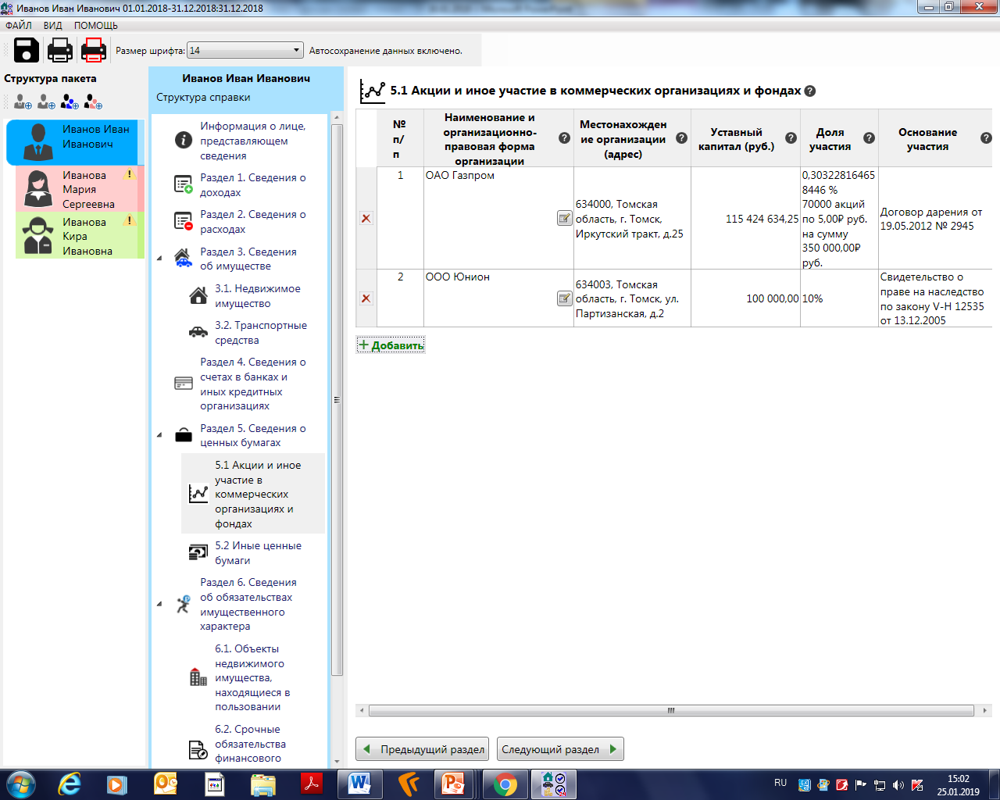 Иванов Иван Иванович 01.01.2018-31.12.2018:31.12.2018
ФАЙЛ ВИД ПОМОЩЬ
Размер шрифта: 14 Автосохранение данных включено.
Структура пакета
Иванов Иван
Иванович
Иванова
Мария
Сергеевна
Иванова
Кира
Ивановна
Иванов Иван Иванович
Структура справки
Информация о лице,
представляющем
сведения
Раздел 1. Сведения о
доходах
Раздел 2. Сведения о
расходах
Раздел 3. Сведения
об имуществе
3.1. Недвижимое
имущество
3.2. Транспортные
средства
Раздел 4. Сведения о
счетах в банках и
иных кредитных
организациях
Раздел 5. Сведения о
ценных бумагах
5.1 Акции и иное
участие в
коммерческих
организациях и
фондах
5.2 Иные ценные
бумаги
Раздел 6. Сведения
об обязательствах
имущественного
характера
6.1. Объекты
недвижимого
имущества,
находящиеся в
пользовании
6.2. Срочные
обязательства
финансового
5.1 Акции и иное участие в коммерческих организациях и фондах
№
п/
п
Наименование и
организационно-
правовая форма
организации
Местонахожден
ие организации
(адрес)
Уставный
капитал (руб.)
Доля
участия
Основание
участия
1
ОАО Газпром
634000, Томская
область, г. Томск,
Иркутский тракт, д.25
115 424 634,25
0,30322816465
8446 %
70000 акций
по 5,00₽ руб.
на сумму
350 000,00₽
руб.
Договор дарения от
19.05.2012 № 2945
2
ООО Юнион
634003, Томская
область, г. Томск, ул.
Партизанская, д.2
100 000,00
10%
Свидетельство о
праве на наследство
по закону V-Н 12535
от 13.12.2005
Добавить
Предыдущий раздел Следующий раздел
RU
15:02
25.01.2019